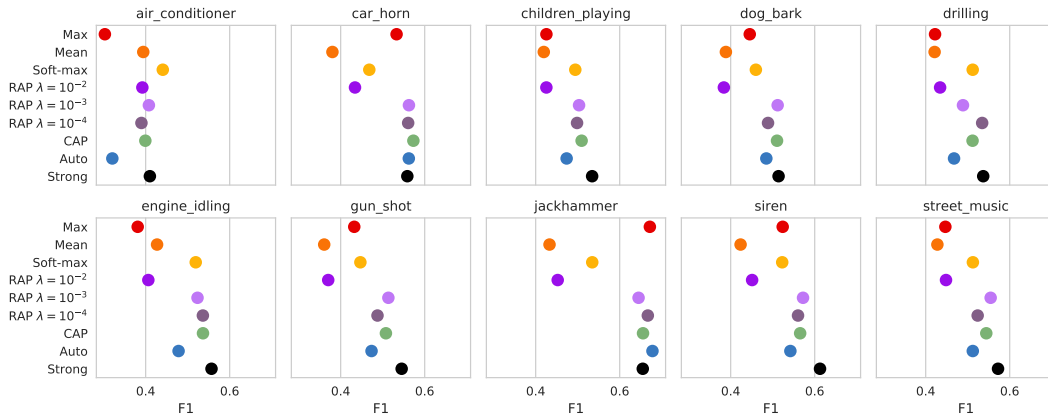 air_conditioner car_horn children_playing dog_bark drilling
Max
Mean
Soft-max
RAP λ = 10⁻²
RAP λ = 10⁻³
RAP λ = 10⁻⁴
CAP
Auto
Strong
engine_idling gun_shot jackhammer siren street_music
Max
Mean
Soft-max
RAP λ = 10⁻²
RAP λ = 10⁻³
RAP λ = 10⁻⁴
CAP
Auto
Strong
0.4 0.6 0.4 0.6 0.4 0.6 0.4 0.6 0.4 0.6
F1 F1 F1 F1 F1